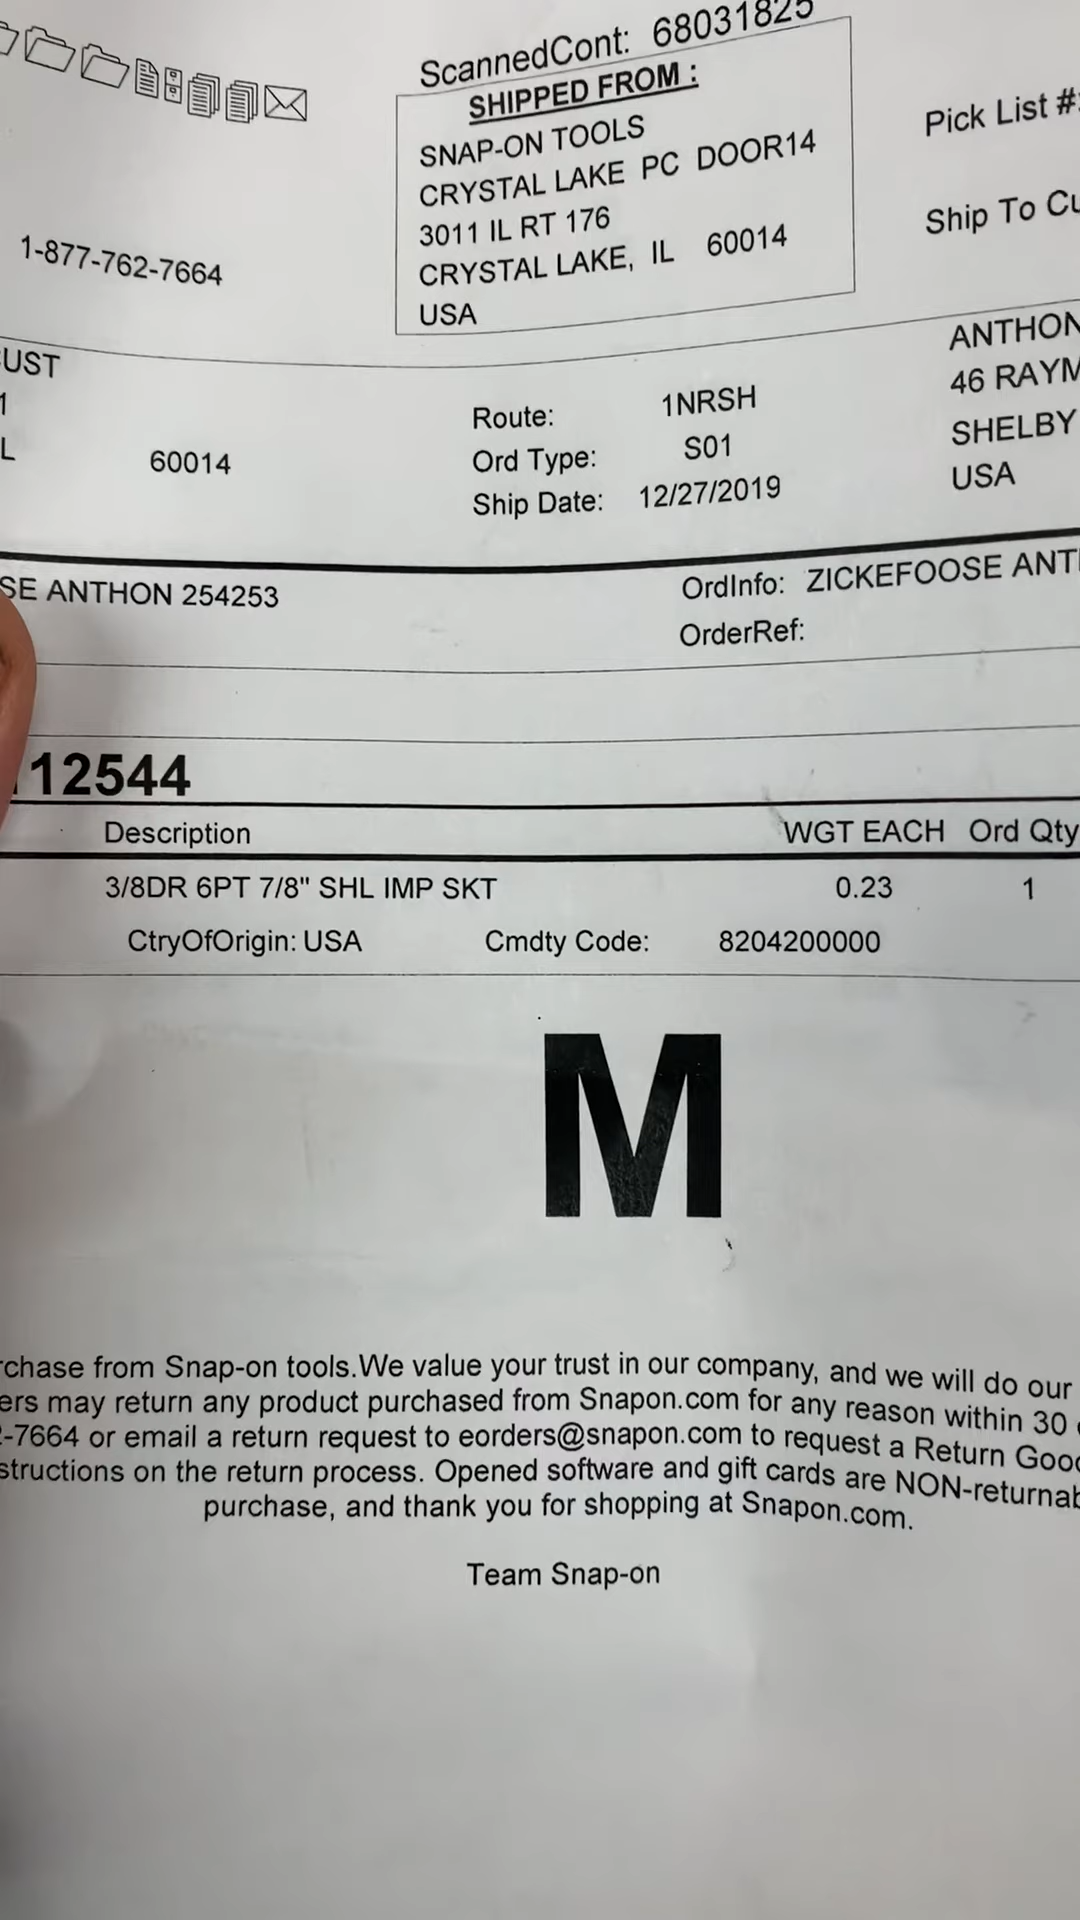 ScannedCont: 68031825
SHIPPED FROM :
SNAP-ON TOOLS
CRYSTAL LAKE PC DOOR14
3011 IL RT 176
CRYSTAL LAKE, IL 60014
USA
Pick List #:
Ship To Cu
1-877-762-7664
UST
1
L 60014
Route: 1NRSH
Ord Type: S01
Ship Date: 12/27/2019
ANTHON
46 RAYM
SHELBY
USA
SE ANTHON 254253
OrdInfo: ZICKEFOOSE ANT
OrderRef:
12544
Description WGT EACH Ord Qty
3/8DR 6PT 7/8" SHL IMP SKT 0.23 1
CtryOfOrigin: USA Cmdty Code: 8204200000
M
rchase from Snap-on tools.We value your trust in our company, and we will do our
ers may return any product purchased from Snapon.com for any reason within 30
-7664 or email a return request to eorders@snapon.com to request a Return Goo
structions on the return process. Opened software and gift cards are NON-returnab
purchase, and thank you for shopping at Snapon.com.
Team Snap-on